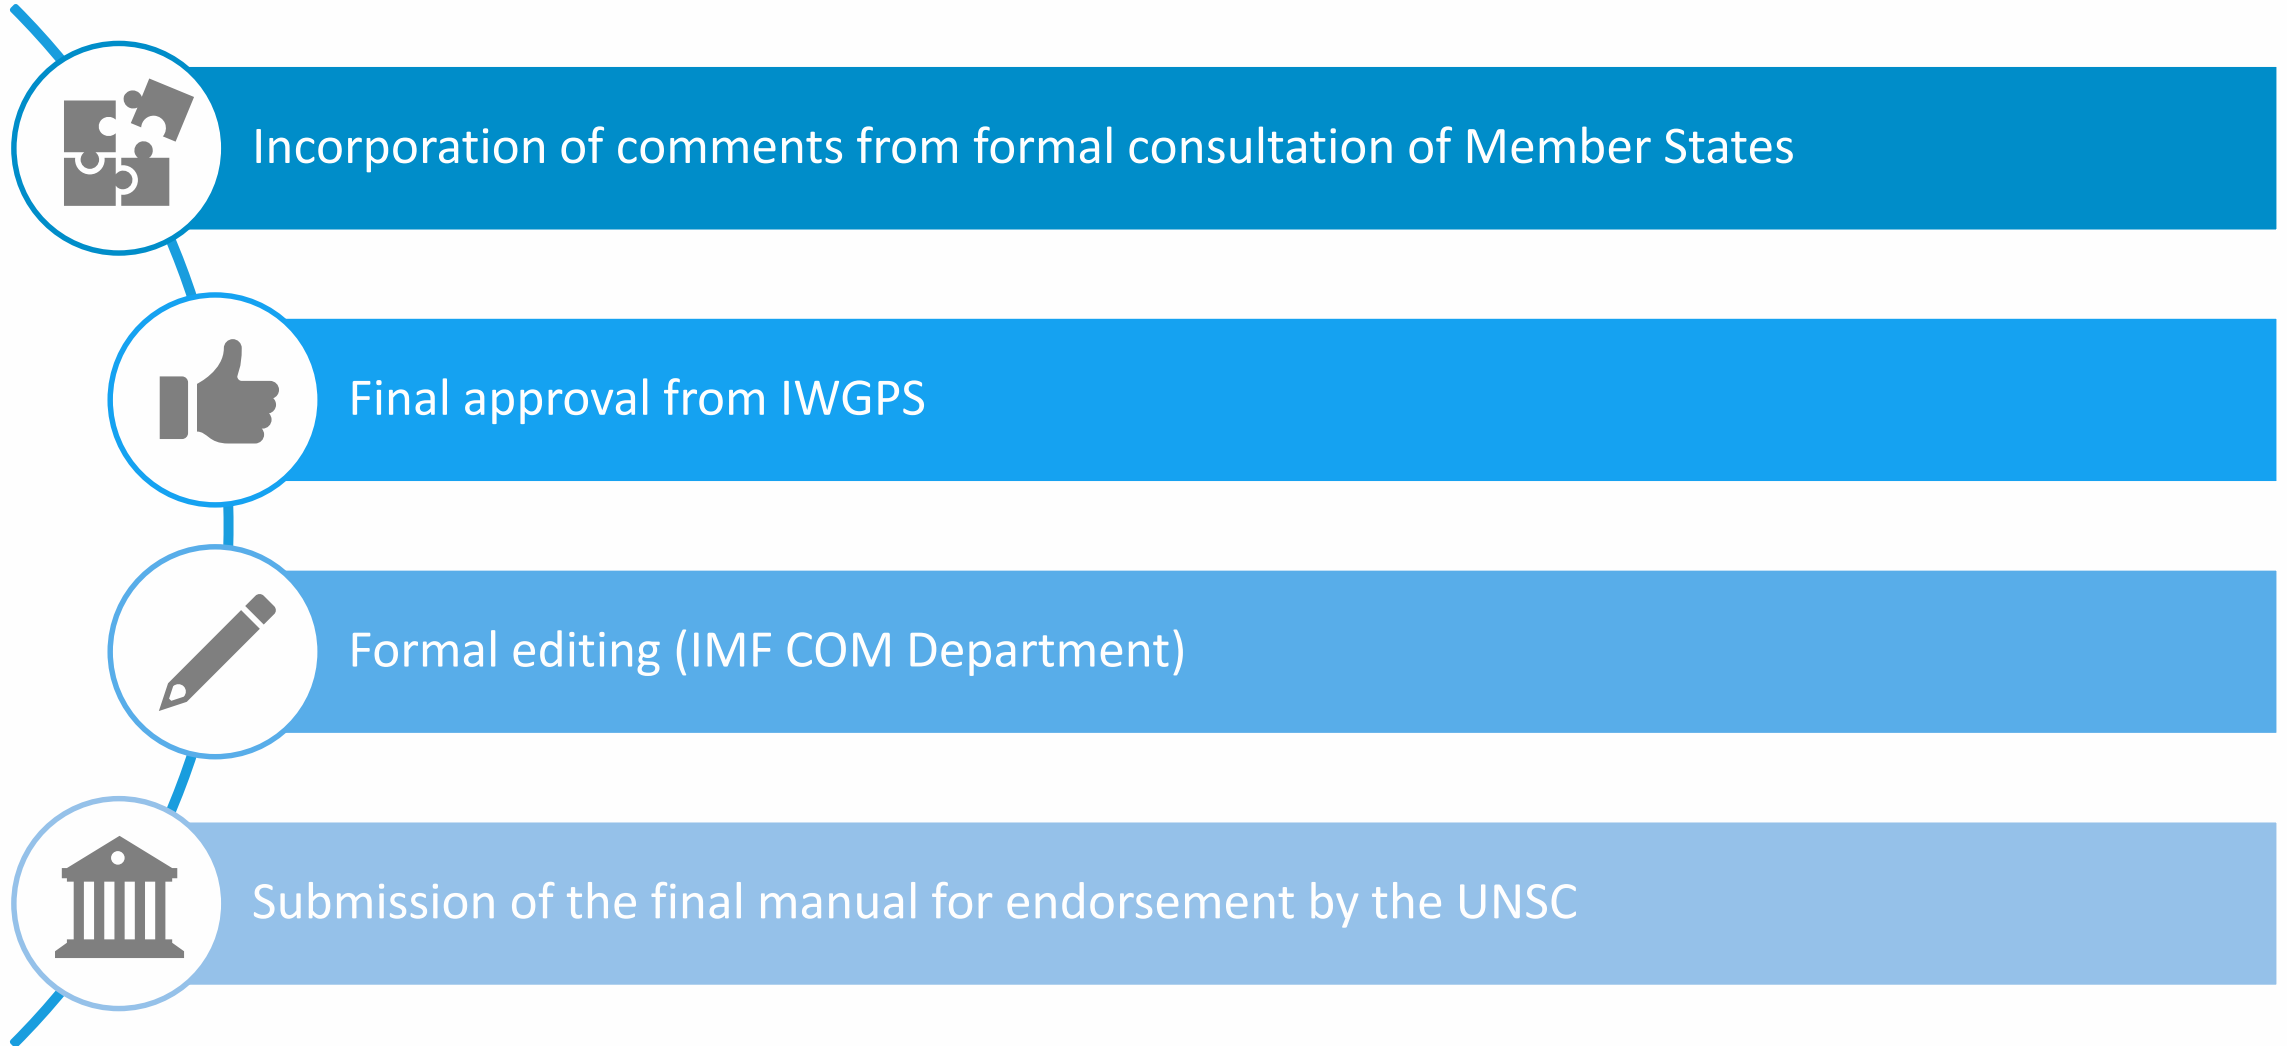 Incorporation of comments from formal consultation of Member States
Final approval from IWGPS
Formal editing (IMF COM Department)
Submission of the final manual for endorsement by the UNSC